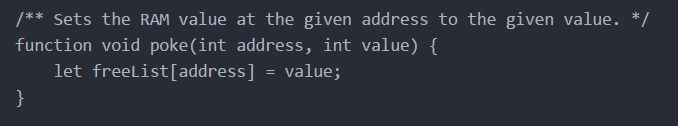 /** Sets the RAM value at the given address to the given value. */
function void poke(int address, int value) {
    let freeList[address] = value;
}